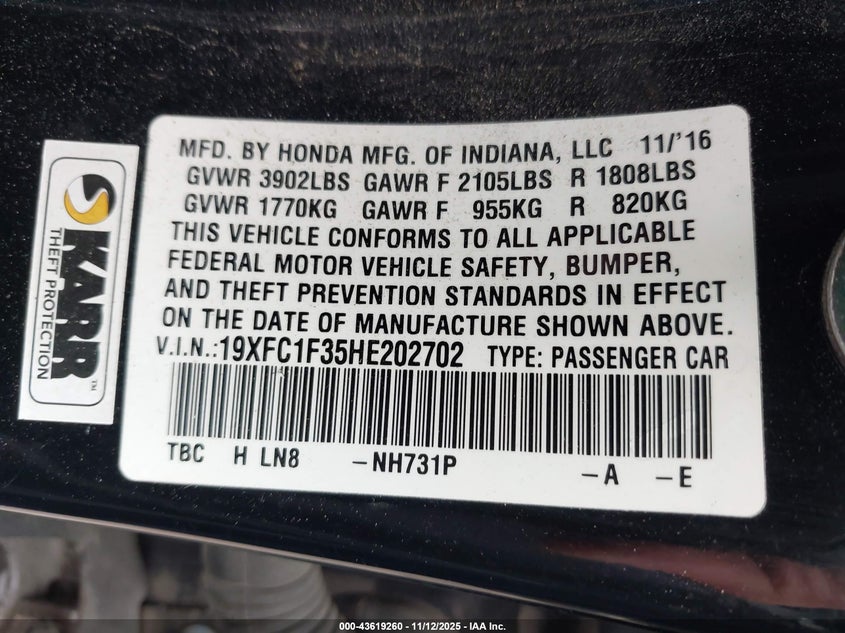 MFD. BY HONDA MFG. OF INDIANA, LLC 11/'16
GVWR 3902LBS GAWR F 2105LBS R 1808LBS
GVWR 1770KG GAWR F 955KG R 820KG
THIS VEHICLE CONFORMS TO ALL APPLICABLE
FEDERAL MOTOR VEHICLE SAFETY, BUMPER,
AND THEFT PREVENTION STANDARDS IN EFFECT
ON THE DATE OF MANUFACTURE SHOWN ABOVE.
V.I.N.:19XFC1F35HE202702 TYPE: PASSENGER CAR
TBC H LN8 -NH731P -A -E
KARR™
THEFT PROTECTION
000-43619260 - 11/12/2025 - IAA Inc.